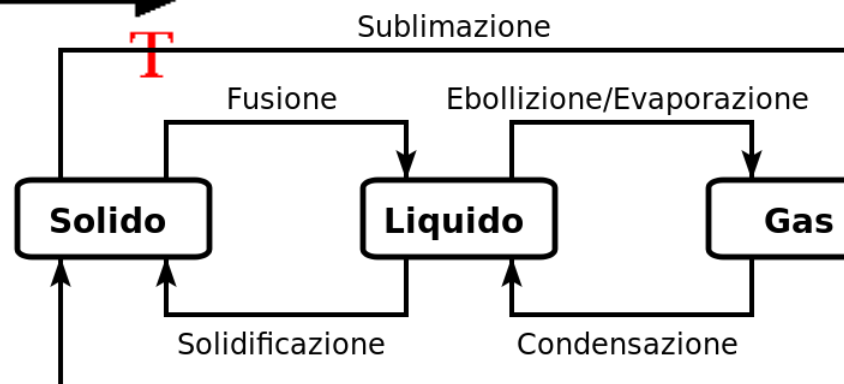 Sublimazione
T
Fusione
Ebollizione/Evaporazione
Solido
Liquido
Gas
Solidificazione
Condensazione